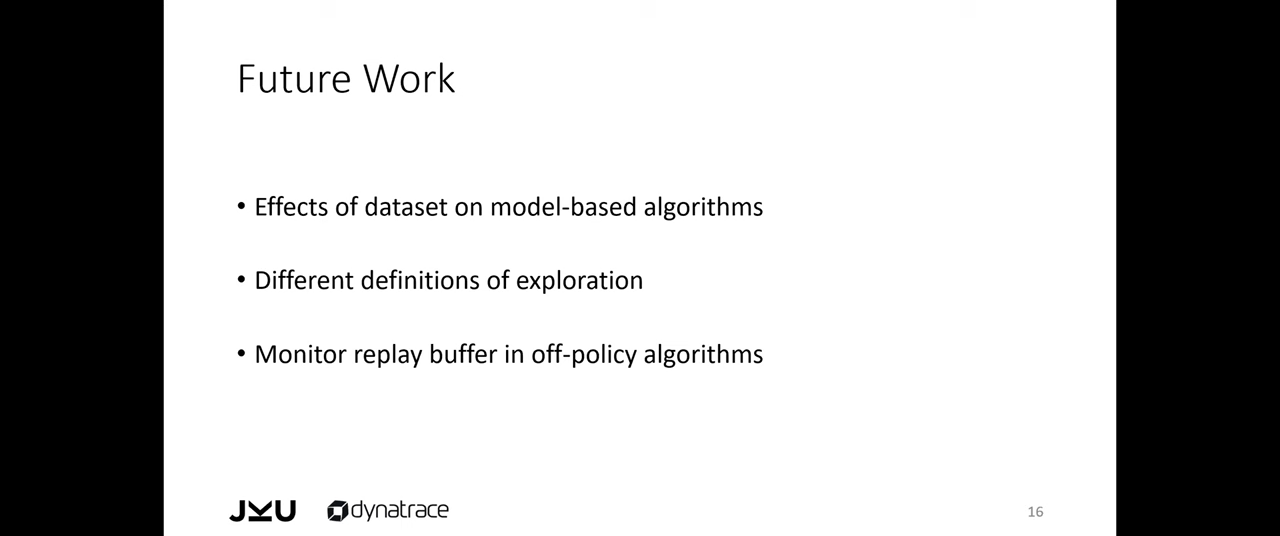 Future Work
• Effects of dataset on model-based algorithms
• Different definitions of exploration
• Monitor replay buffer in off-policy algorithms
JKU dynatrace
16